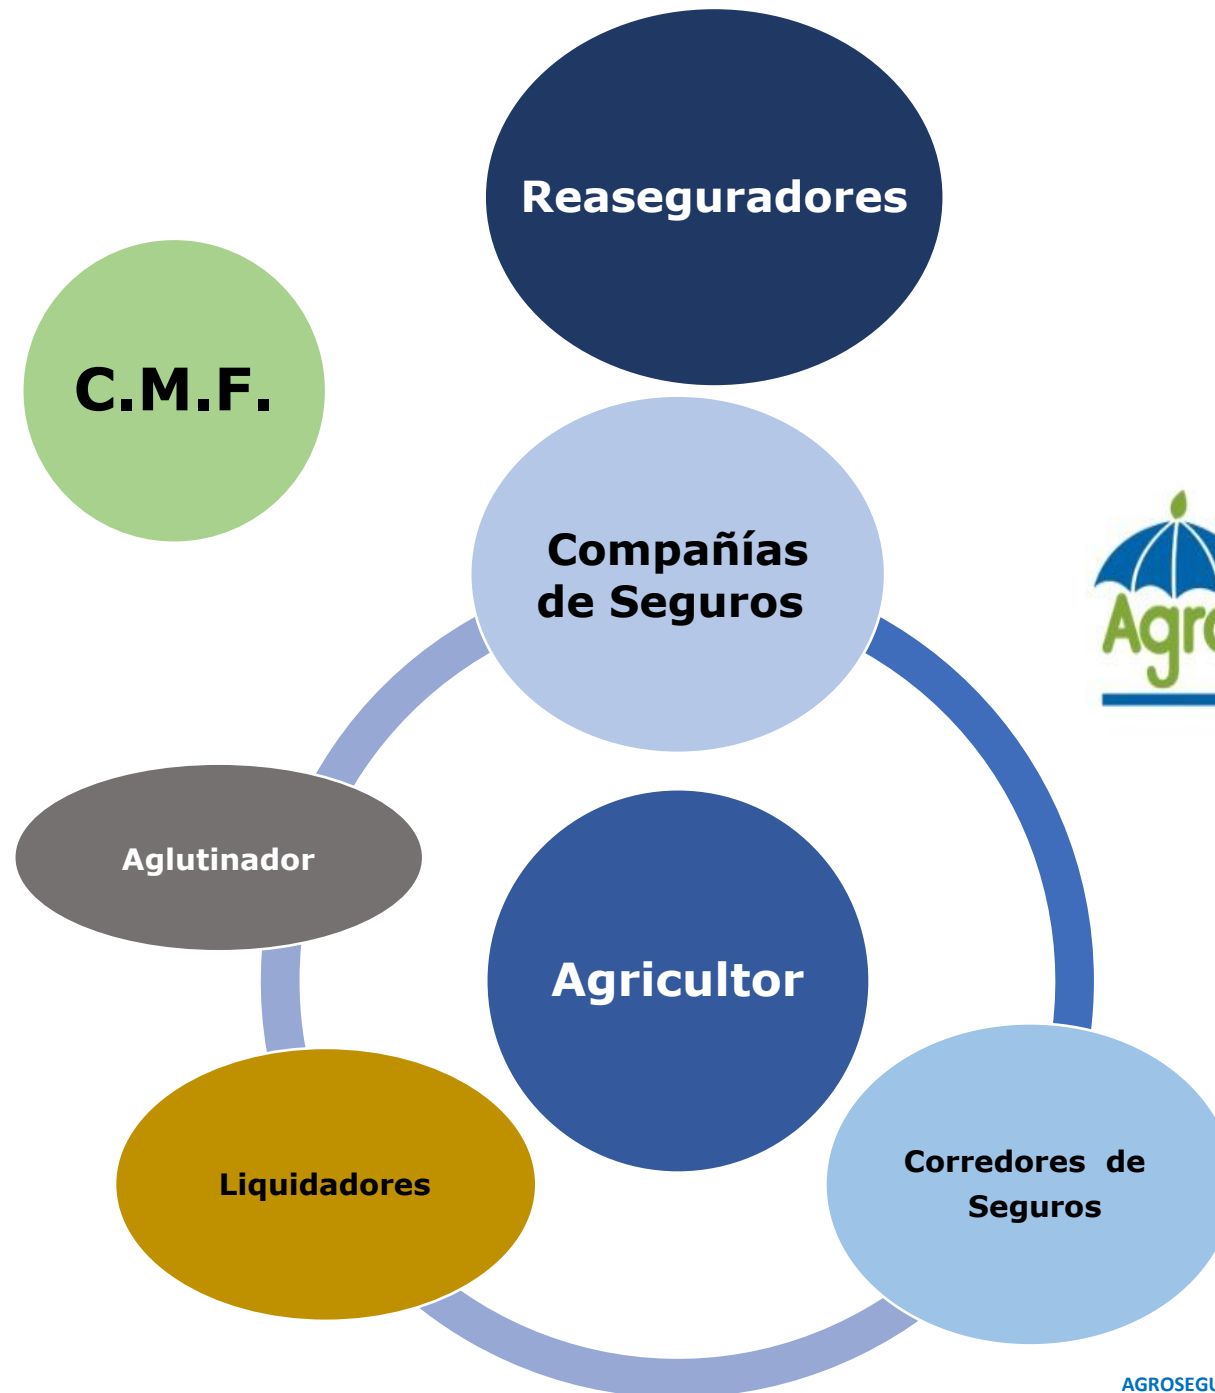 Reaseguradores
C.M.F.
Compañías
de Seguros
Aglutinador
Agricultor
Corredores de
Seguros
Liquidadores